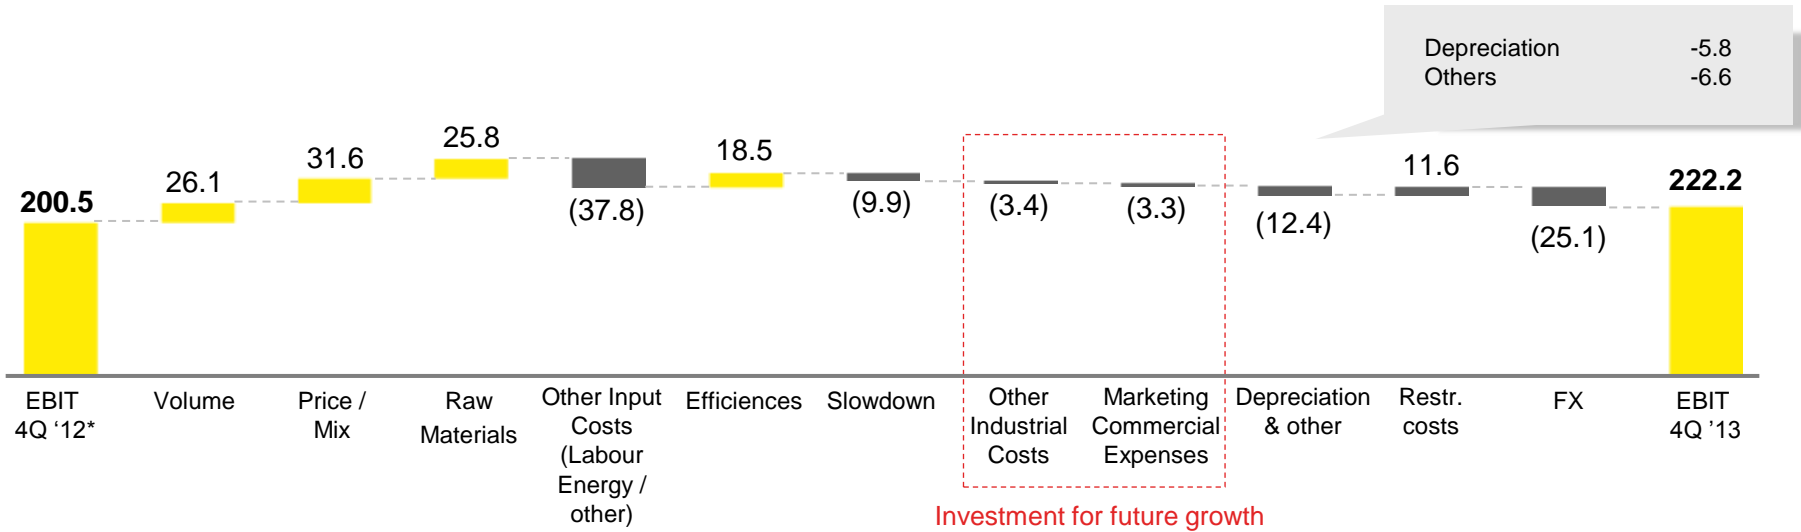 Depreciation -5.8
Others -6.6
200.5
26.1
31.6
25.8
(37.8)
18.5
(9.9)
(3.4)
(3.3)
(12.4)
11.6
(25.1)
222.2
EBIT
4Q ‘12*
Volume
Price /
Mix
Raw
Materials
Other Input
Costs
(Labour
Energy /
other)
Efficiences
Slowdown
Other
Industrial
Costs
Marketing
Commercial
Expenses
Depreciation
& other
Restr.
costs
FX
EBIT
4Q ’13
Investment for future growth